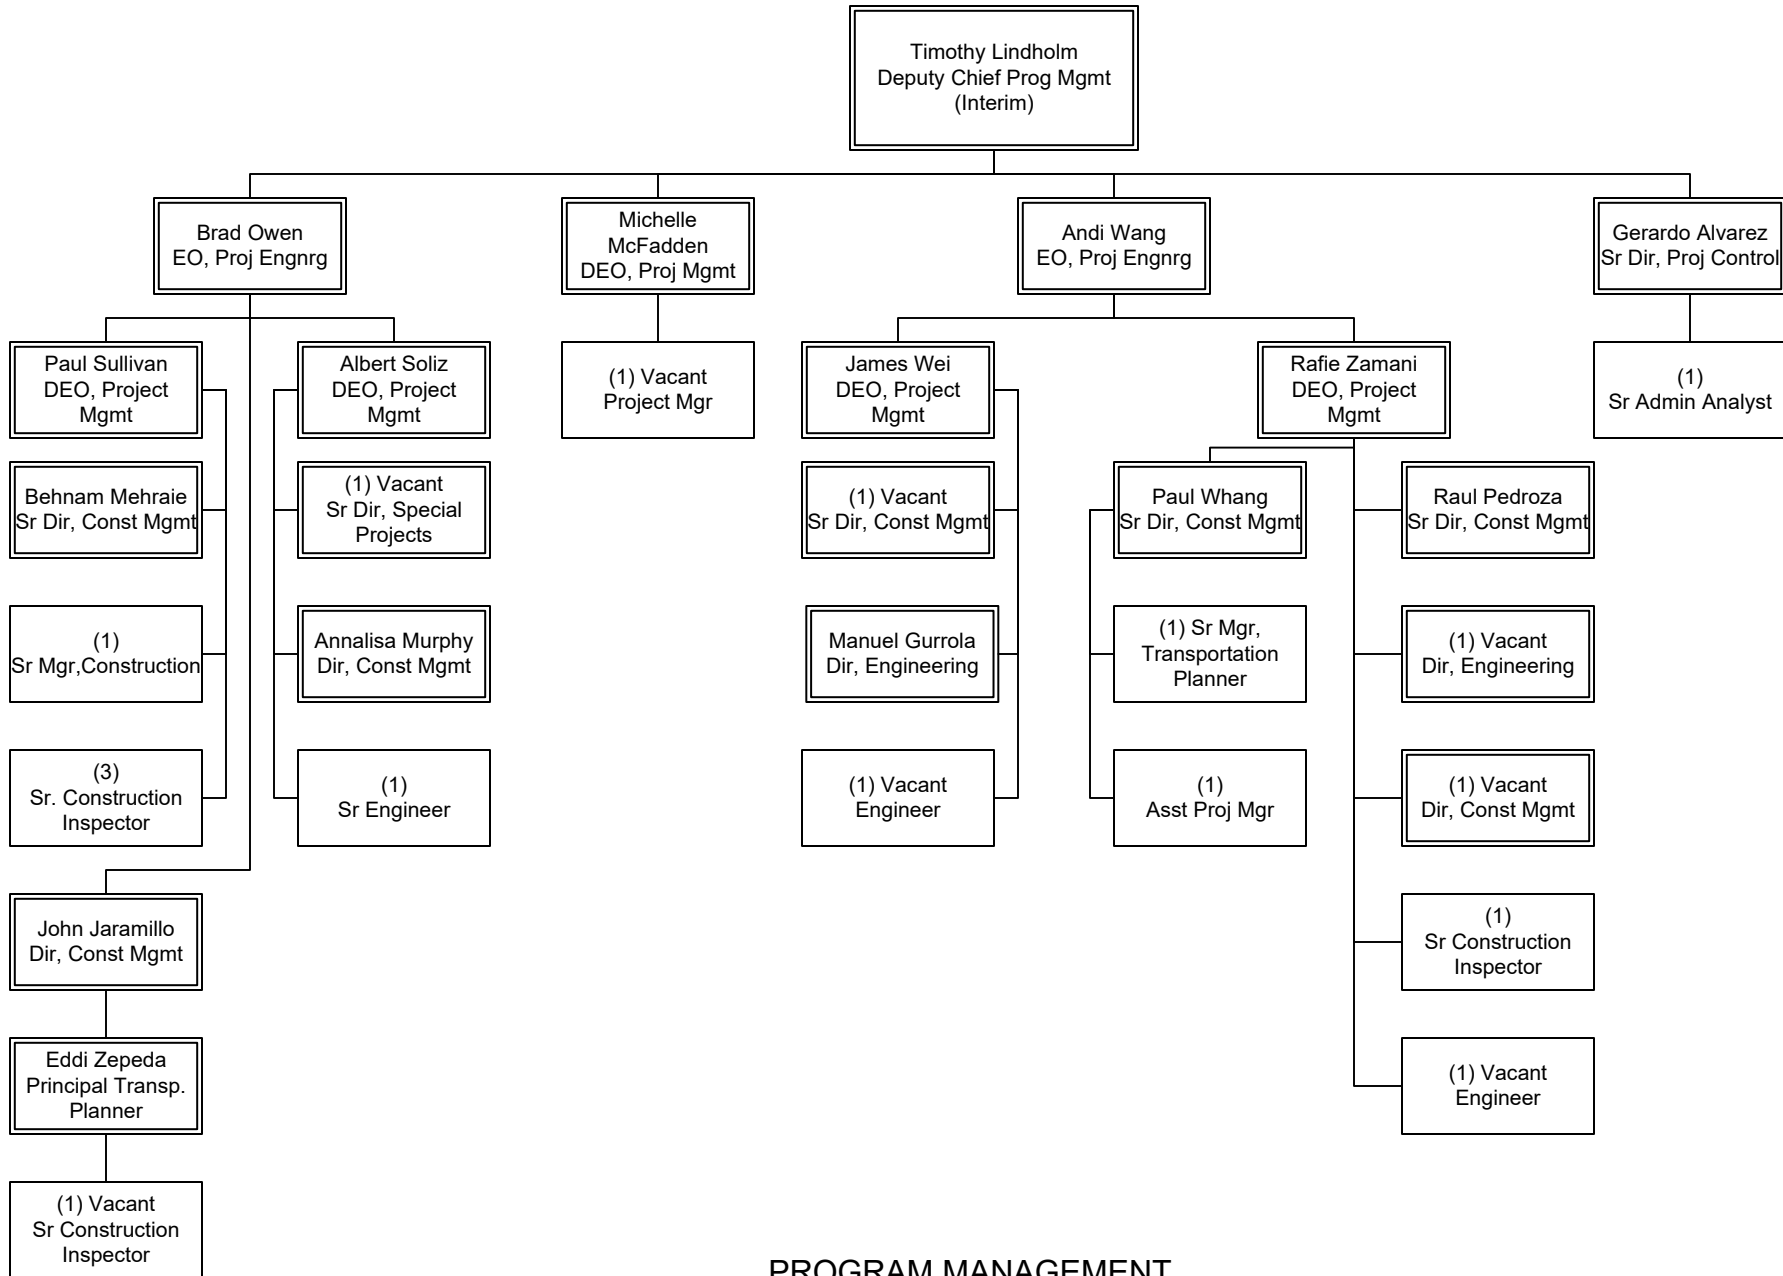 Timothy Lindholm
Deputy Chief Prog Mgmt
(Interim)
Brad Owen
EO, Proj Engnrg
Michelle
McFadden
DEO, Proj Mgmt
Andi Wang
EO, Proj Engnrg
Gerardo Alvarez
Sr Dir, Proj Control
Paul Sullivan
DEO, Project
Mgmt
Albert Soliz
DEO, Project
Mgmt
(1) Vacant
Project Mgr
James Wei
DEO, Project
Mgmt
Rafie Zamani
DEO, Project
Mgmt
(1)
Sr Admin Analyst
Behnam Mehraie
Sr Dir, Const Mgmt
(1) Vacant
Sr Dir, Special
Projects
(1) Vacant
Sr Dir, Const Mgmt
Paul Whang
Sr Dir, Const Mgmt
Raul Pedroza
Sr Dir, Const Mgmt
(1)
Sr Mgr,Construction
Annalisa Murphy
Dir, Const Mgmt
Manuel Gurrola
Dir, Engineering
(1) Sr Mgr,
Transportation
Planner
(1) Vacant
Dir, Engineering
(3)
Sr. Construction
Inspector
(1)
Sr Engineer
(1) Vacant
Engineer
(1)
Asst Proj Mgr
(1) Vacant
Dir, Const Mgmt
John Jaramillo
Dir, Const Mgmt
(1)
Sr Construction
Inspector
Eddi Zepeda
Principal Transp.
Planner
(1) Vacant
Engineer
(1) Vacant
Sr Construction
Inspector
PROGRAM MANAGEMENT